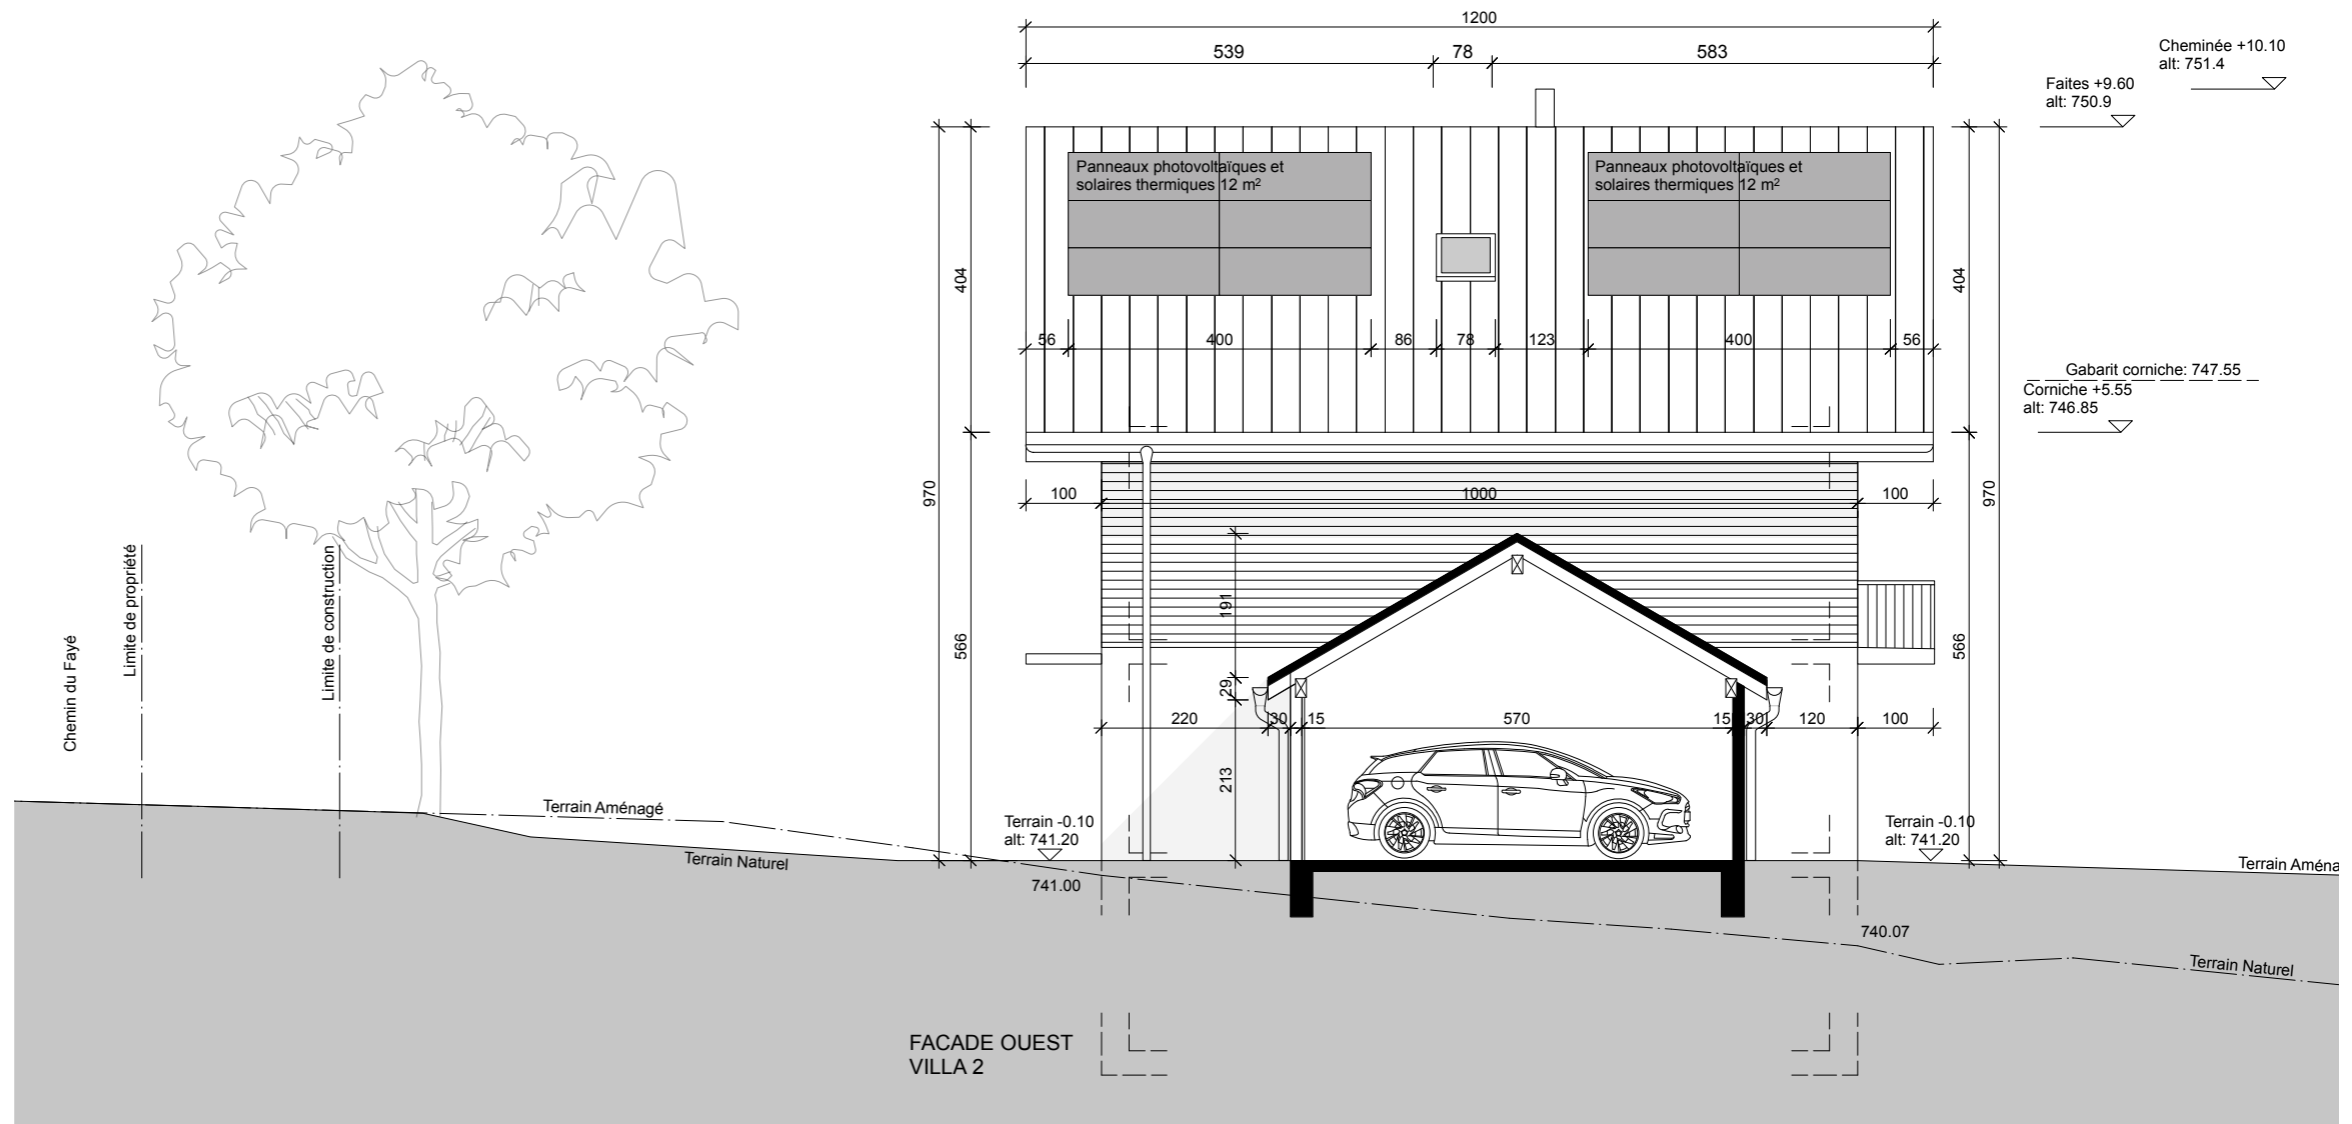 1200
539
78
583
Cheminée +10.10
alt: 751.4
Faites +9.60
alt: 750.9
Panneaux photovoltaïques et
solaires thermiques 12 m²
Panneaux photovoltaïques et
solaires thermiques 12 m²
404
404
56
400
86
78
123
400
56
Gabarit corniche: 747.55
Corniche +5.55
alt: 746.85
970
100
1000
100
970
Chemin du Fayé
Limite de propriété
Limite de construction
566
191
566
29
220
30
15
570
15
30
120
100
213
Terrain Aménagé
Terrain Naturel
Terrain -0.10
alt: 741.20
Terrain -0.10
alt: 741.20
Terrain Aména
741.00
740.07
Terrain Naturel
FACADE OUEST
VILLA 2